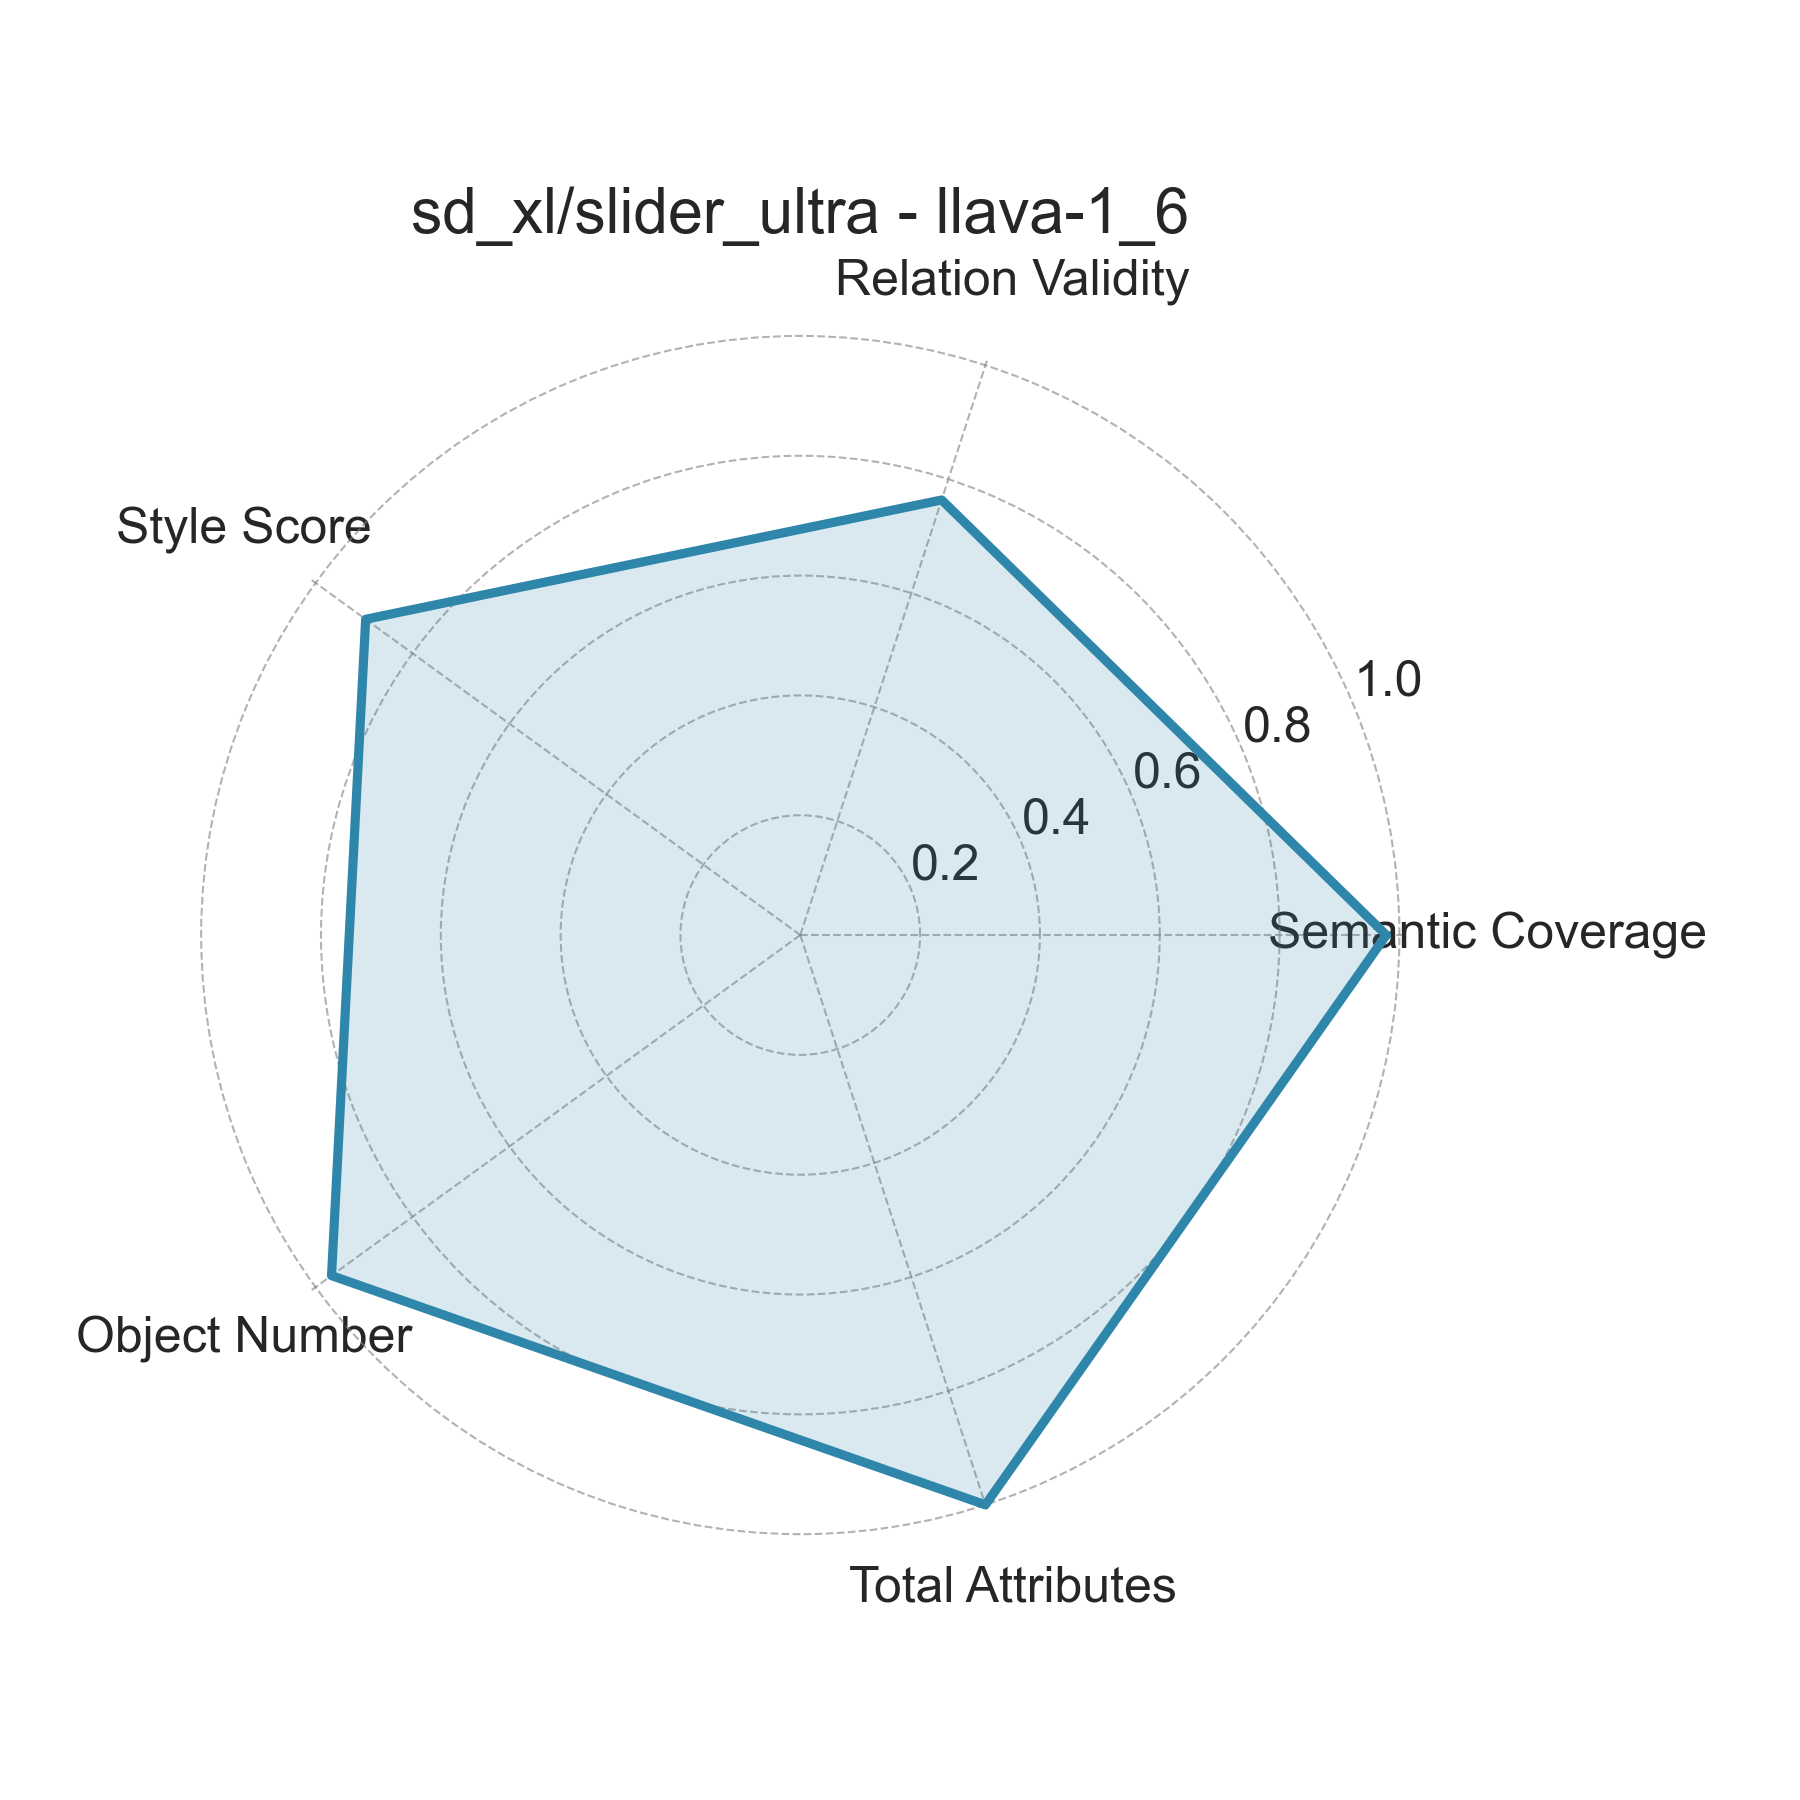 sd_xl/slider_ultra - llava-1_6
Relation Validity
Style Score
1.0
0.8
0.6
0.4
0.2
Semantic Coverage
Object Number
Total Attributes